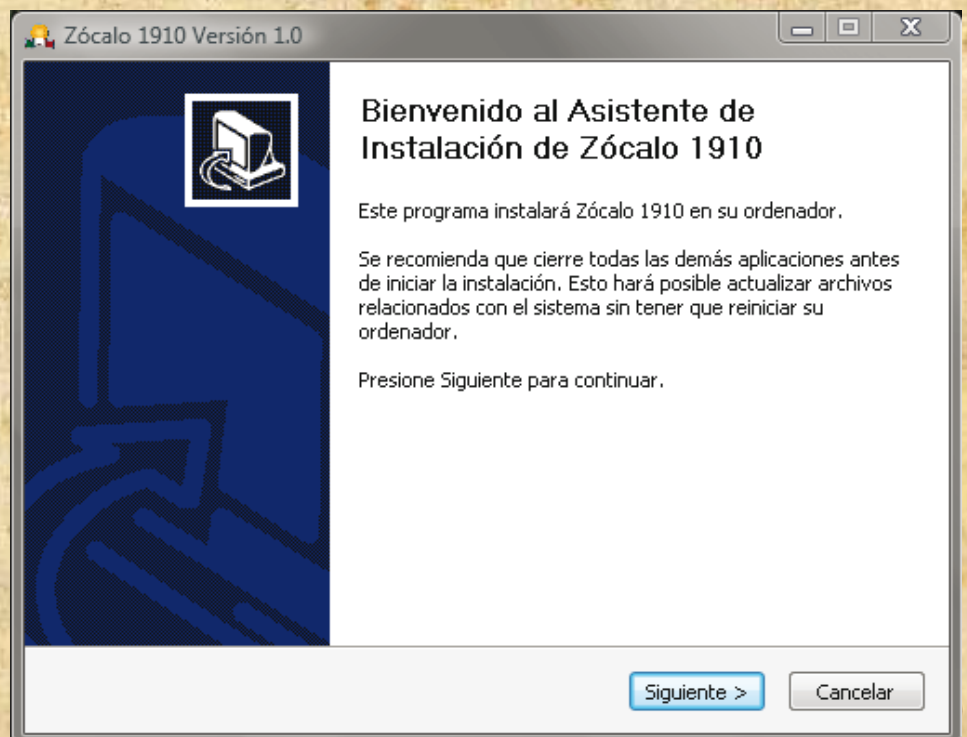 Zócalo 1910 Versión 1.0
Bienvenido al Asistente de
Instalación de Zócalo 1910
Este programa instalará Zócalo 1910 en su ordenador.
Se recomienda que cierre todas las demás aplicaciones antes
de iniciar la instalación. Esto hará posible actualizar archivos
relacionados con el sistema sin tener que reiniciar su
ordenador.
Presione Siguiente para continuar.
Siguiente >
Cancelar